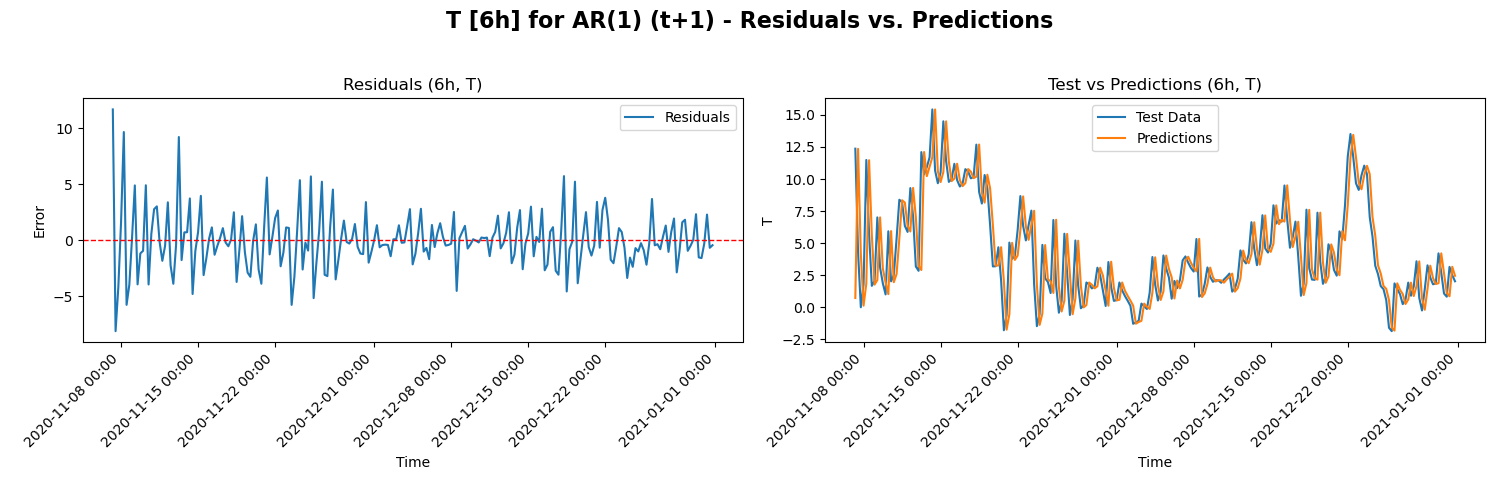 T [6h] for AR(1) (t+1) - Residuals vs. Predictions
Residuals (6h, T)
Error
10
5
0
−5
Residuals
2020-11-08 00:00
2020-11-15 00:00
2020-11-22 00:00
2020-12-01 00:00
2020-12-08 00:00
2020-12-15 00:00
2020-12-22 00:00
2021-01-01 00:00
Time
Test vs Predictions (6h, T)
T
15.0
12.5
10.0
7.5
5.0
2.5
0.0
−2.5
Test Data
Predictions
2020-11-08 00:00
2020-11-15 00:00
2020-11-22 00:00
2020-12-01 00:00
2020-12-08 00:00
2020-12-15 00:00
2020-12-22 00:00
2021-01-01 00:00
Time